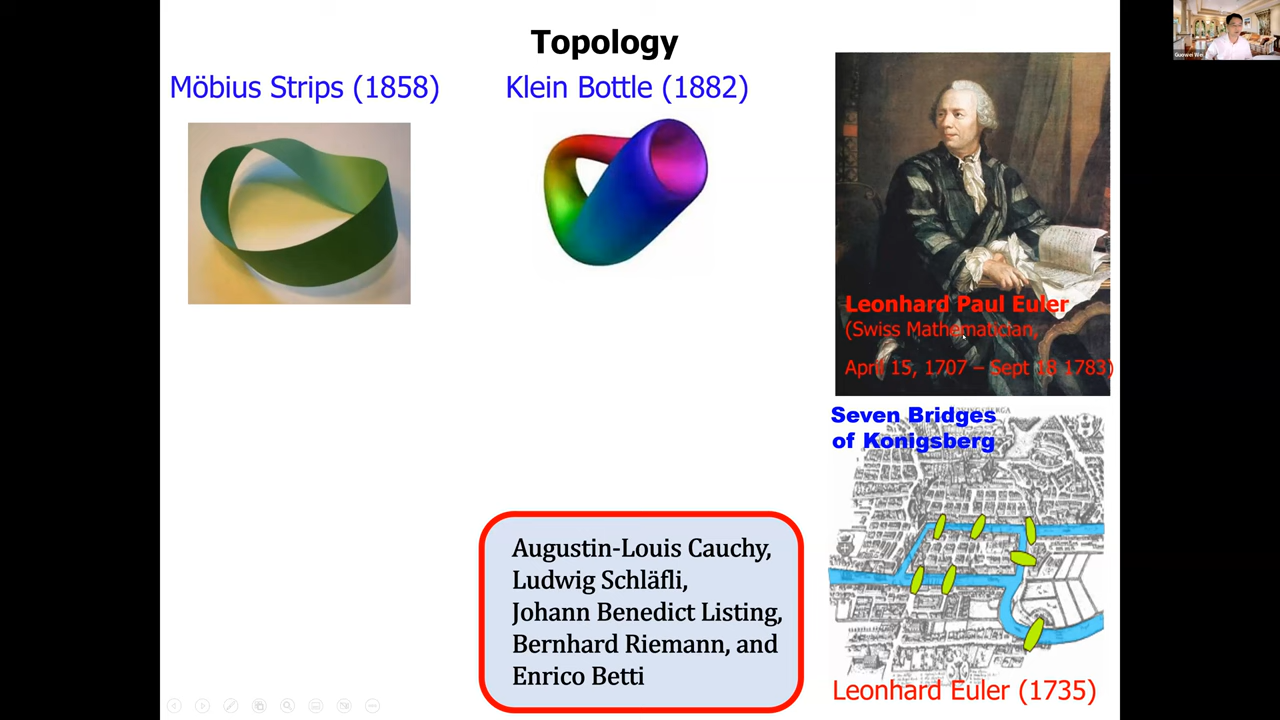 Topology
Möbius Strips (1858)
Klein Bottle (1882)
Guowei Wei
Leonhard Paul Euler
(Swiss Mathematician,
April 15, 1707 – Sept 18 1783)
Seven Bridges
of Konigsberg
Augustin-Louis Cauchy,
Ludwig Schläfli,
Johann Benedict Listing,
Bernhard Riemann, and
Enrico Betti
Leonhard Euler (1735)